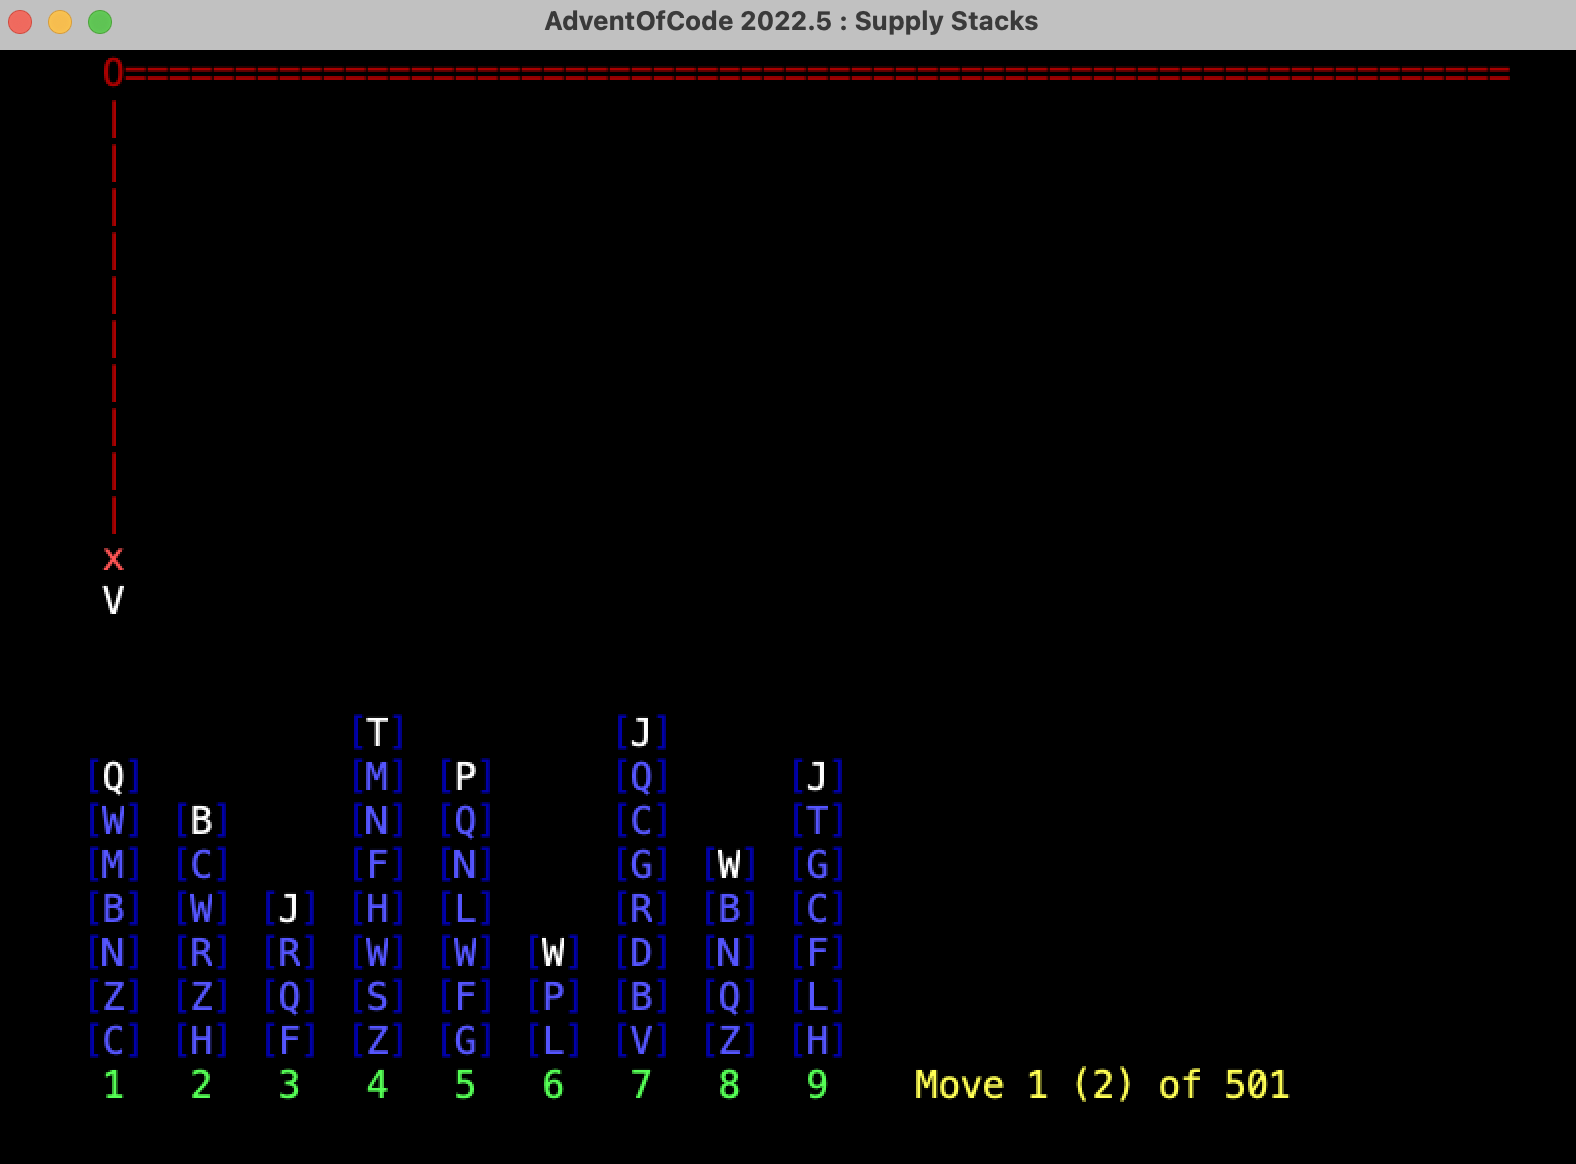 AdventOfCode 2022.5 : Supply Stacks
O===============================================================
|
|
|
|
|
|
|
|
|
|
x
V
[T] [J]
[Q] [M] [P] [Q] [J]
[W] [B] [N] [Q] [C] [T]
[M] [C] [F] [N] [G] [W] [G]
[B] [W] [J] [H] [L] [R] [B] [C]
[N] [R] [R] [W] [W] [W] [D] [N] [F]
[Z] [Z] [Q] [S] [F] [P] [B] [Q] [L]
[C] [H] [F] [Z] [G] [L] [V] [Z] [H]
1 2 3 4 5 6 7 8 9 Move 1 (2) of 501